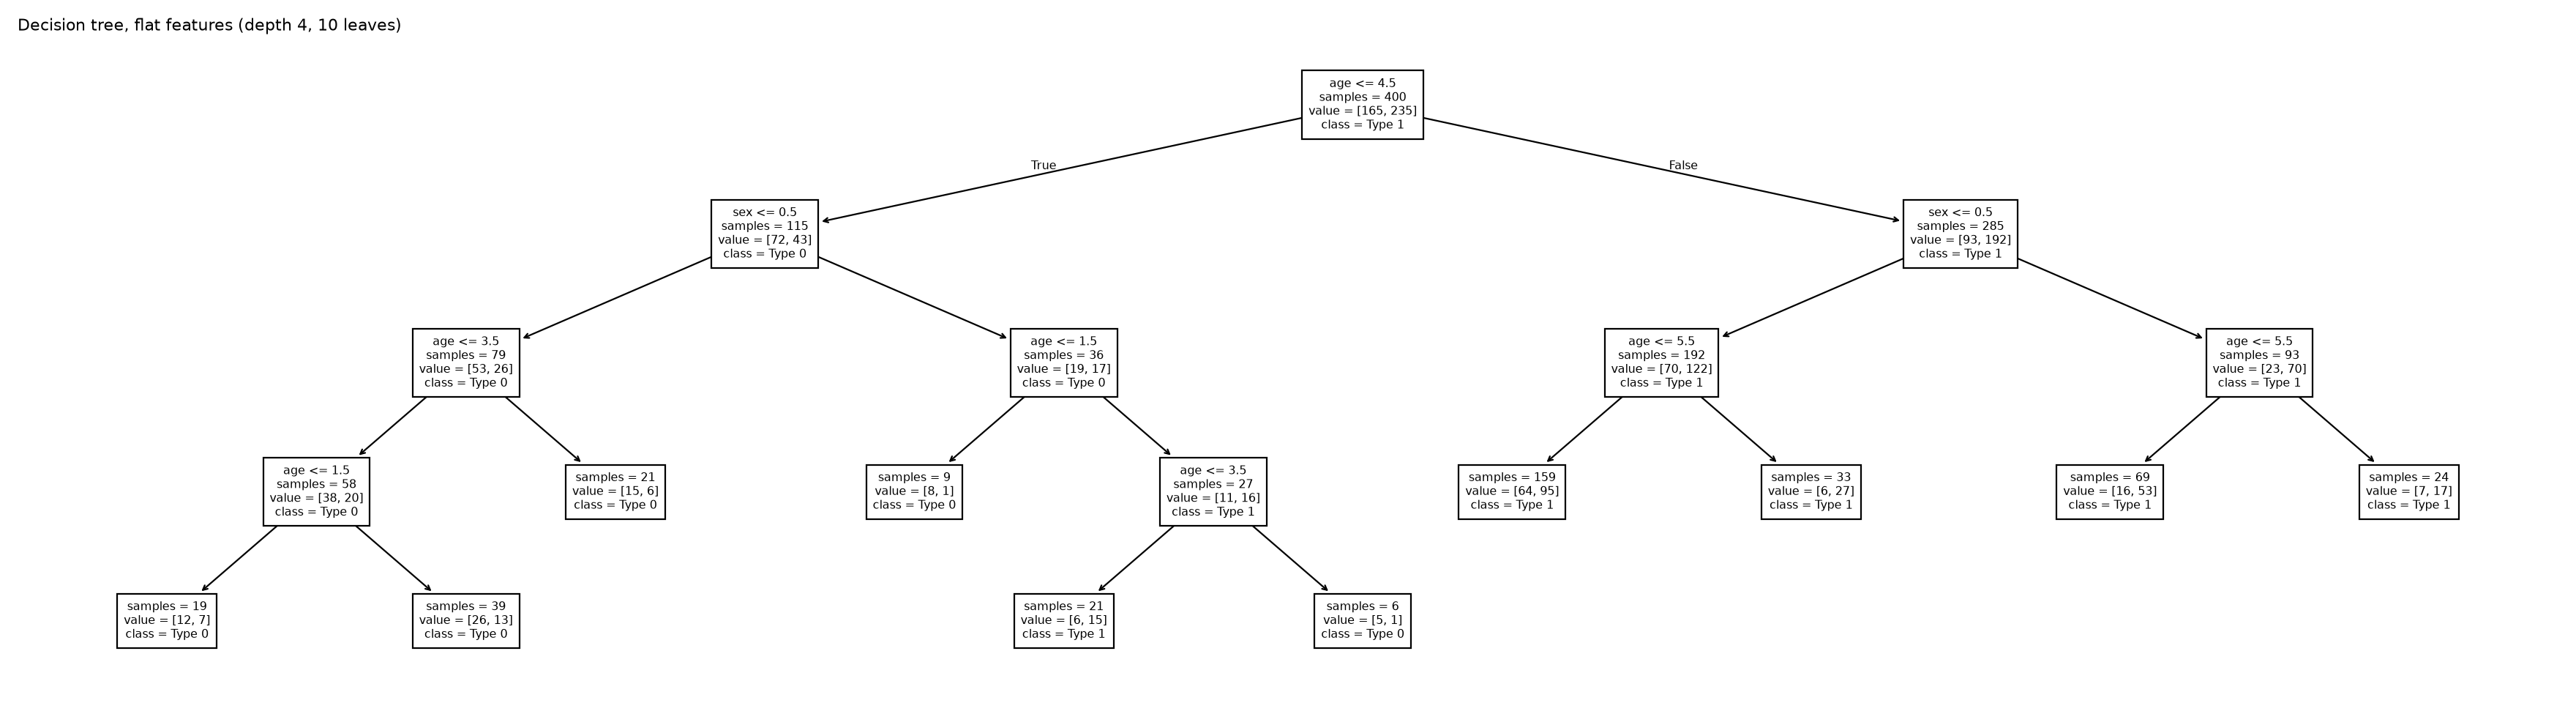 Decision tree, flat features (depth 4, 10 leaves)
age <= 4.5
samples = 400
value = [165, 235]
class = Type 1
True
False
sex <= 0.5
samples = 115
value = [72, 43]
class = Type 0
sex <= 0.5
samples = 285
value = [93, 192]
class = Type 1
age <= 3.5
samples = 79
value = [53, 26]
class = Type 0
age <= 1.5
samples = 36
value = [19, 17]
class = Type 0
age <= 5.5
samples = 192
value = [70, 122]
class = Type 1
age <= 5.5
samples = 93
value = [23, 70]
class = Type 1
age <= 1.5
samples = 58
value = [38, 20]
class = Type 0
samples = 21
value = [15, 6]
class = Type 0
samples = 9
value = [8, 1]
class = Type 0
age <= 3.5
samples = 27
value = [11, 16]
class = Type 1
samples = 159
value = [64, 95]
class = Type 1
samples = 33
value = [6, 27]
class = Type 1
samples = 69
value = [16, 53]
class = Type 1
samples = 24
value = [7, 17]
class = Type 1
samples = 19
value = [12, 7]
class = Type 0
samples = 39
value = [26, 13]
class = Type 0
samples = 21
value = [6, 15]
class = Type 1
samples = 6
value = [5, 1]
class = Type 0